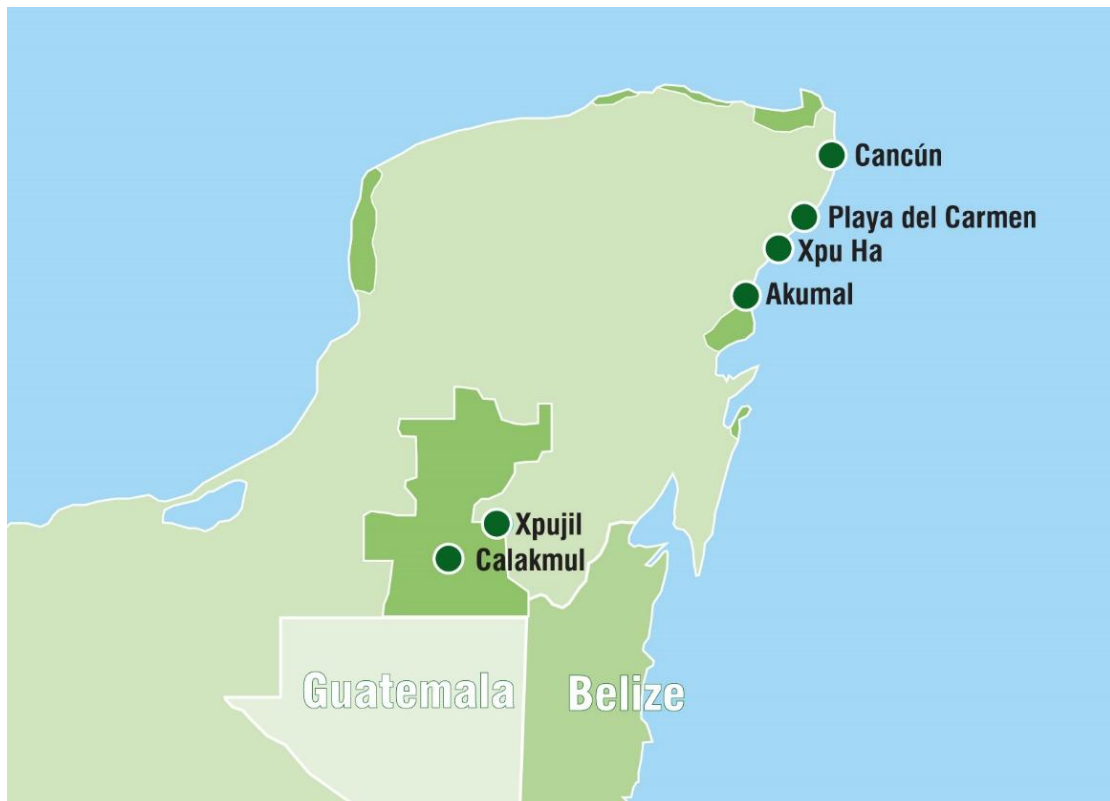 Cancún
Playa del Carmen
Xpu Ha
Akumal
Xpujil
Calakmul
Guatemala
Belize